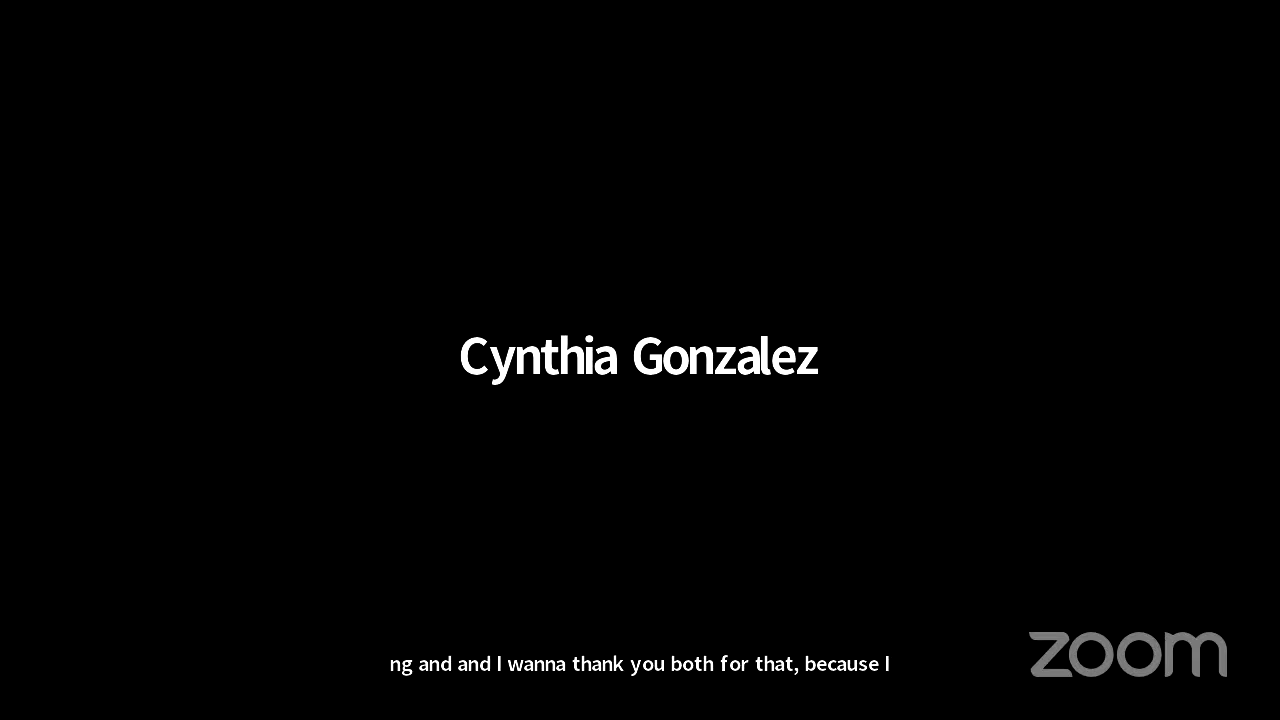 Cynthia Gonzalez
ng and and I wanna thank you both for that, because I
zoom